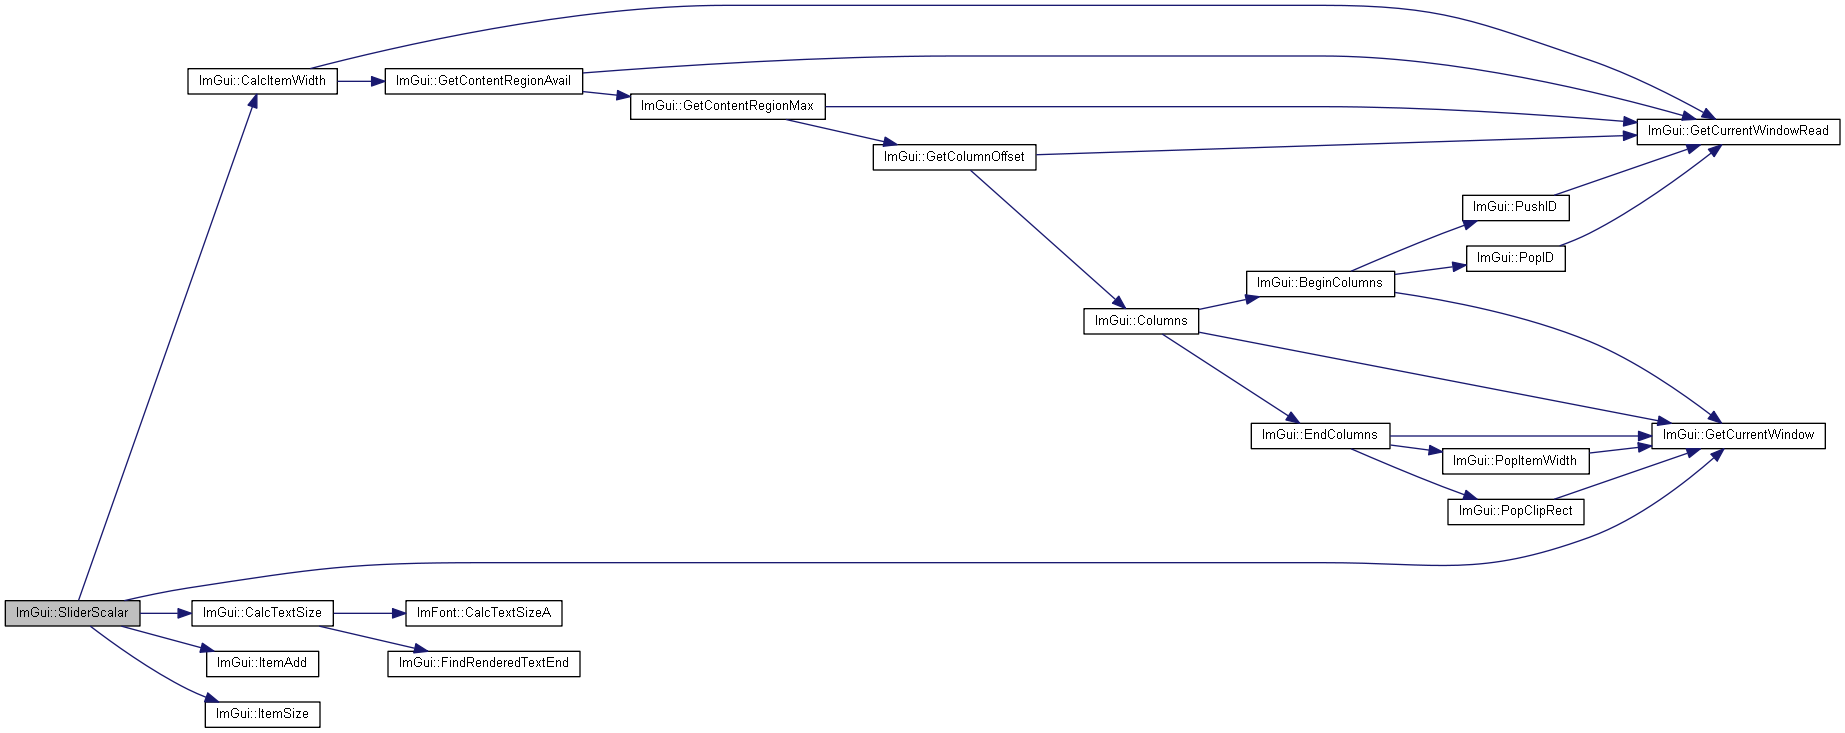 ImGui::CalcItemWidth
ImGui::GetContentRegionAvail
ImGui::GetContentRegionMax
ImGui::GetCurrentWindowRead
ImGui::GetColumnOffset
ImGui::PushID
ImGui::PopID
ImGui::BeginColumns
ImGui::Columns
ImGui::EndColumns
ImGui::GetCurrentWindow
ImGui::PopItemWidth
ImGui::PopClipRect
ImGui::SliderScalar
ImGui::CalcTextSize
ImFont::CalcTextSizeA
ImGui::ItemAdd
ImGui::FindRenderedTextEnd
ImGui::ItemSize